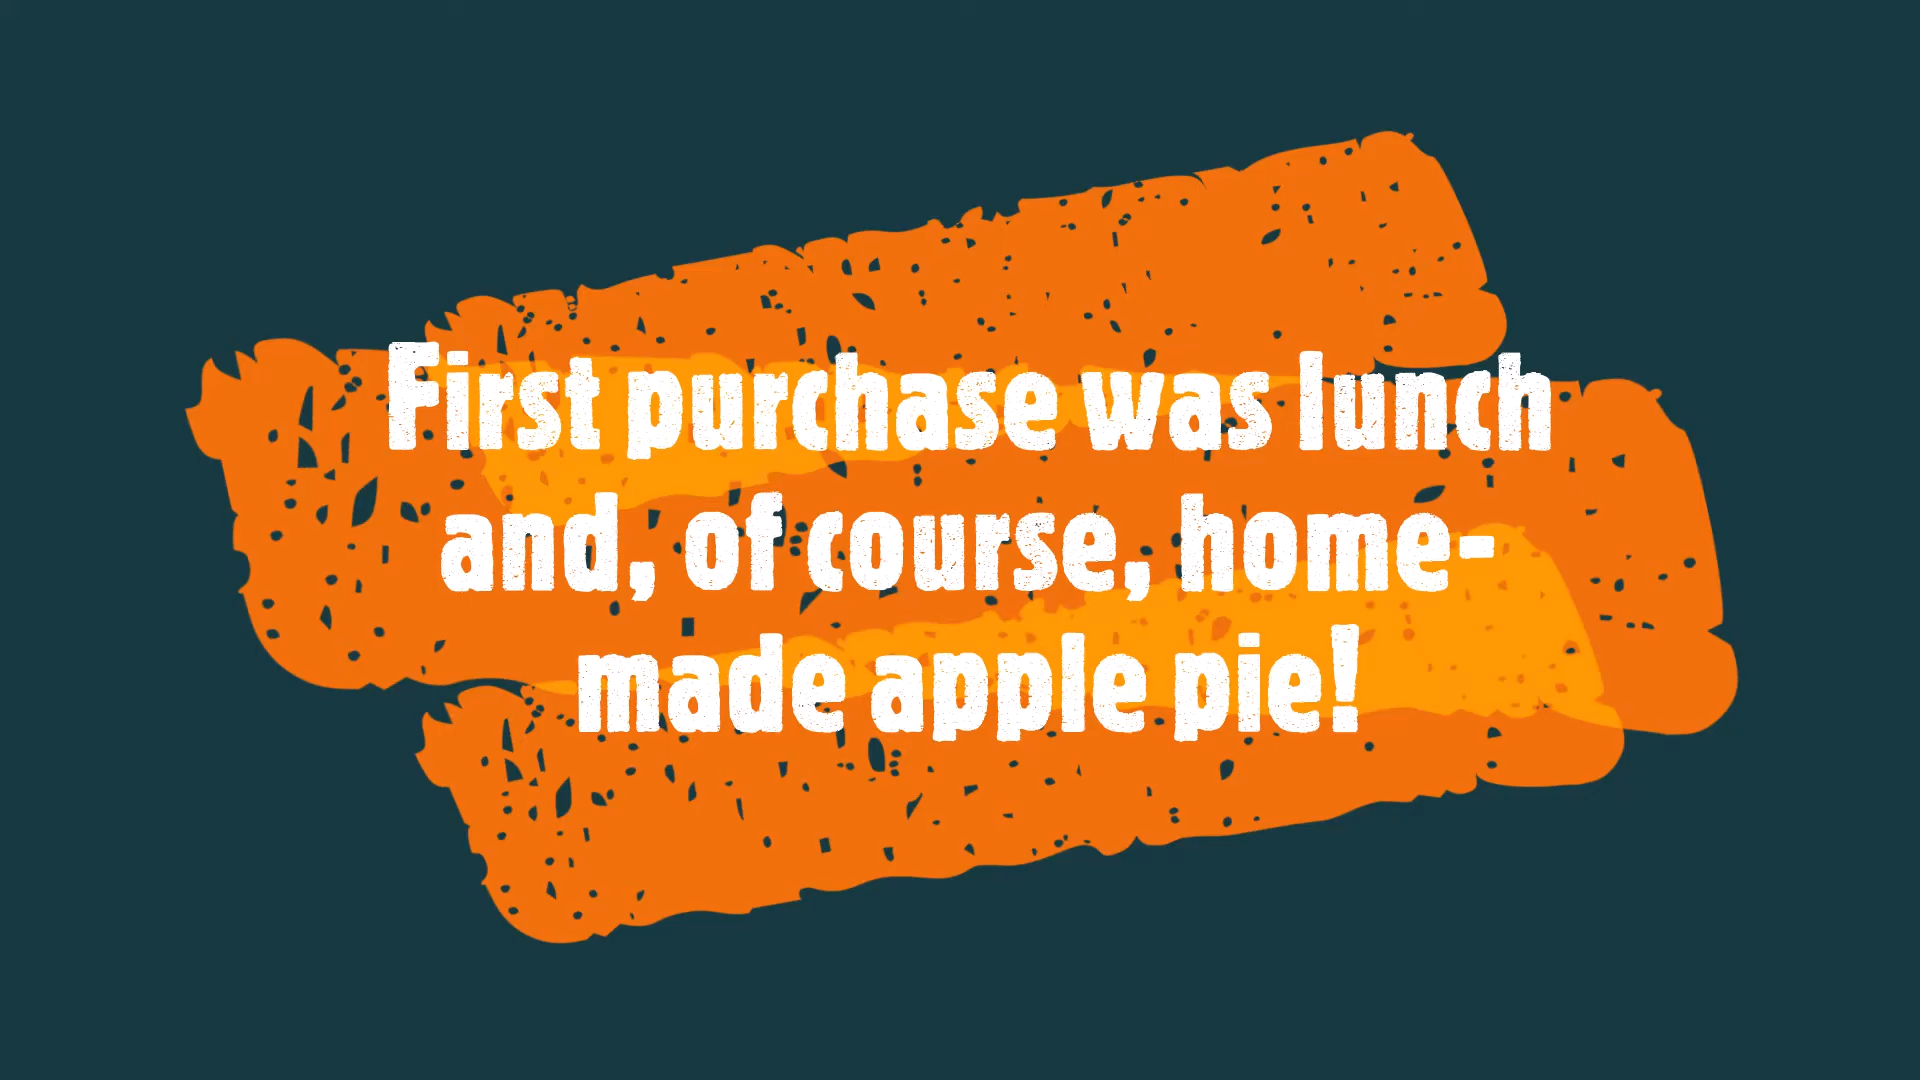 First purchase was lunch
and, of course, home-
made apple pie!